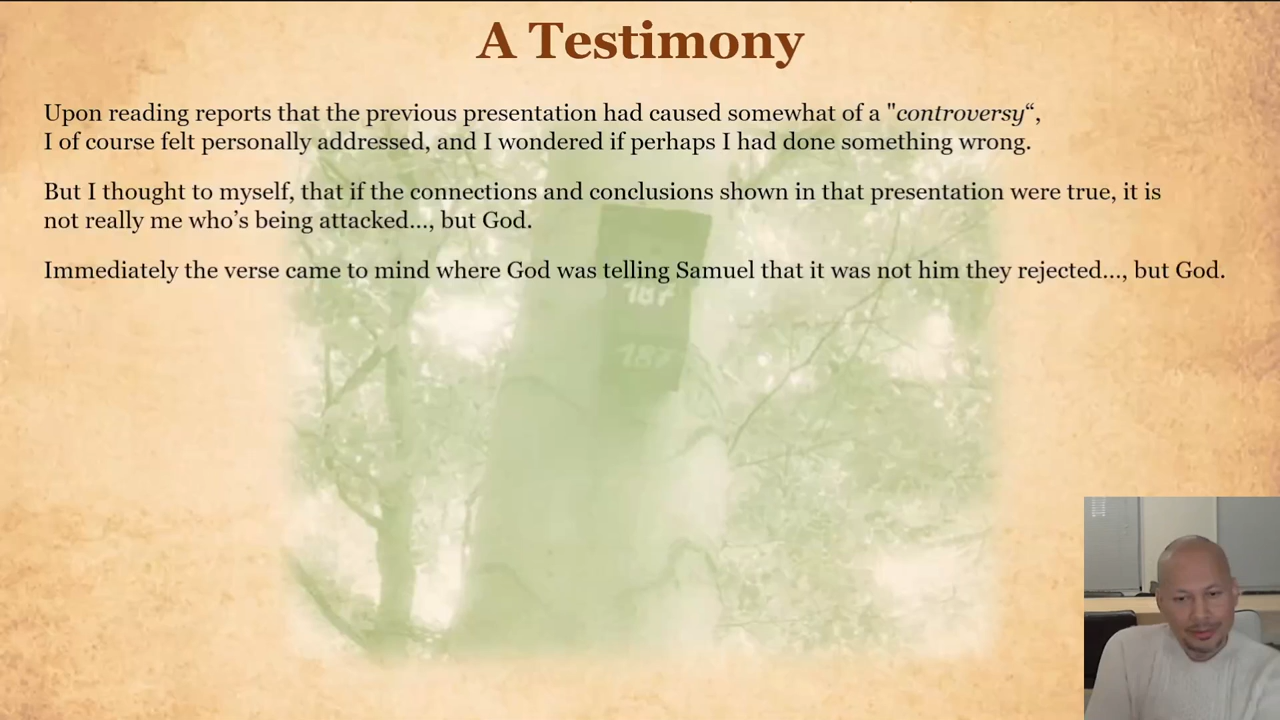 A Testimony
Upon reading reports that the previous presentation had caused somewhat of a "controversy“,
I of course felt personally addressed, and I wondered if perhaps I had done something wrong.
But I thought to myself, that if the connections and conclusions shown in that presentation were true, it is
not really me who’s being attacked..., but God.
Immediately the verse came to mind where God was telling Samuel that it was not him they rejected..., but God.
187
187